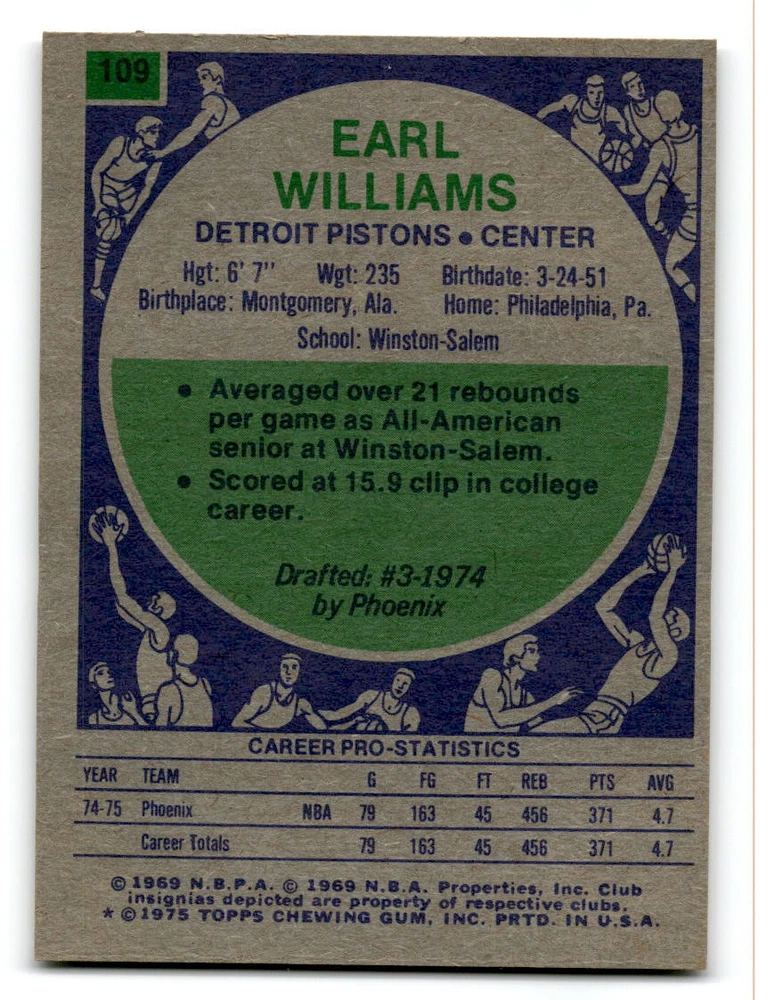 109
EARL
WILLIAMS
DETROIT PISTONS • CENTER
Hgt: 6' 7" Wgt: 235 Birthdate: 3-24-51
Birthplace: Montgomery, Ala. Home: Philadelphia, Pa.
School: Winston-Salem
• Averaged over 21 rebounds
per game as All-American
senior at Winston-Salem.
• Scored at 15.9 clip in college
career.
Drafted: #3-1974
by Phoenix
CAREER PRO-STATISTICS
YEAR TEAM G FG FT REB PTS AVG
74-75 Phoenix NBA 79 163 45 456 371 4.7
Career Totals 79 163 45 456 371 4.7
© 1969 N.B.P.A. © 1969 N.B.A. Properties, Inc. Club
insignias depicted are property of respective clubs.
* © 1975 TOPPS CHEWING GUM, INC. PRTD. IN U.S.A.